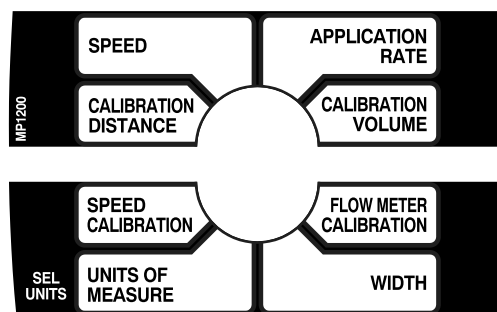 SPEED
APPLICATION
RATE
CALIBRATION
DISTANCE
CALIBRATION
VOLUME
MP1200
SPEED
CALIBRATION
FLOW METER
CALIBRATION
SEL
UNITS
UNITS OF
MEASURE
WIDTH